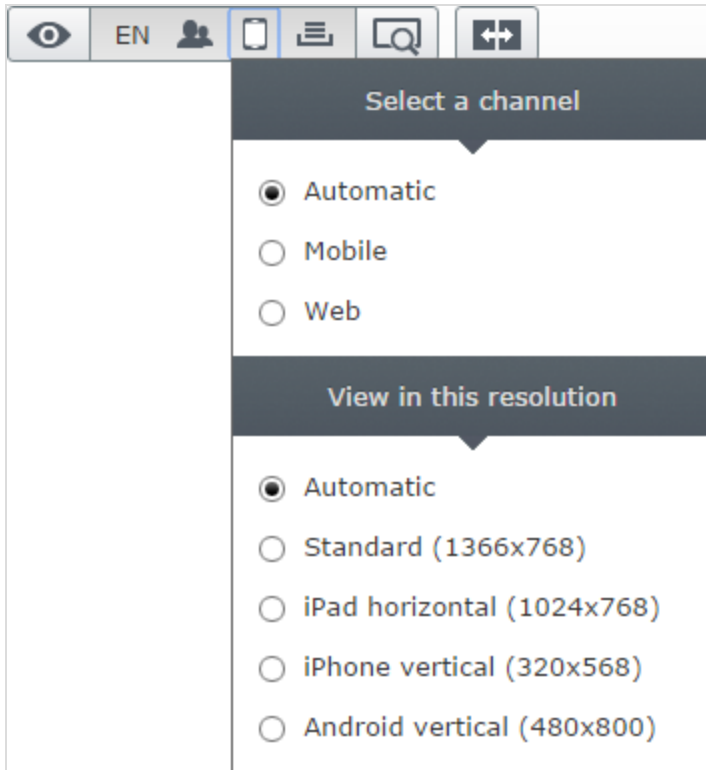 EN
Select a channel
Automatic
Mobile
Web
View in this resolution
Automatic
Standard (1366x768)
iPad horizontal (1024x768)
iPhone vertical (320x568)
Android vertical (480x800)